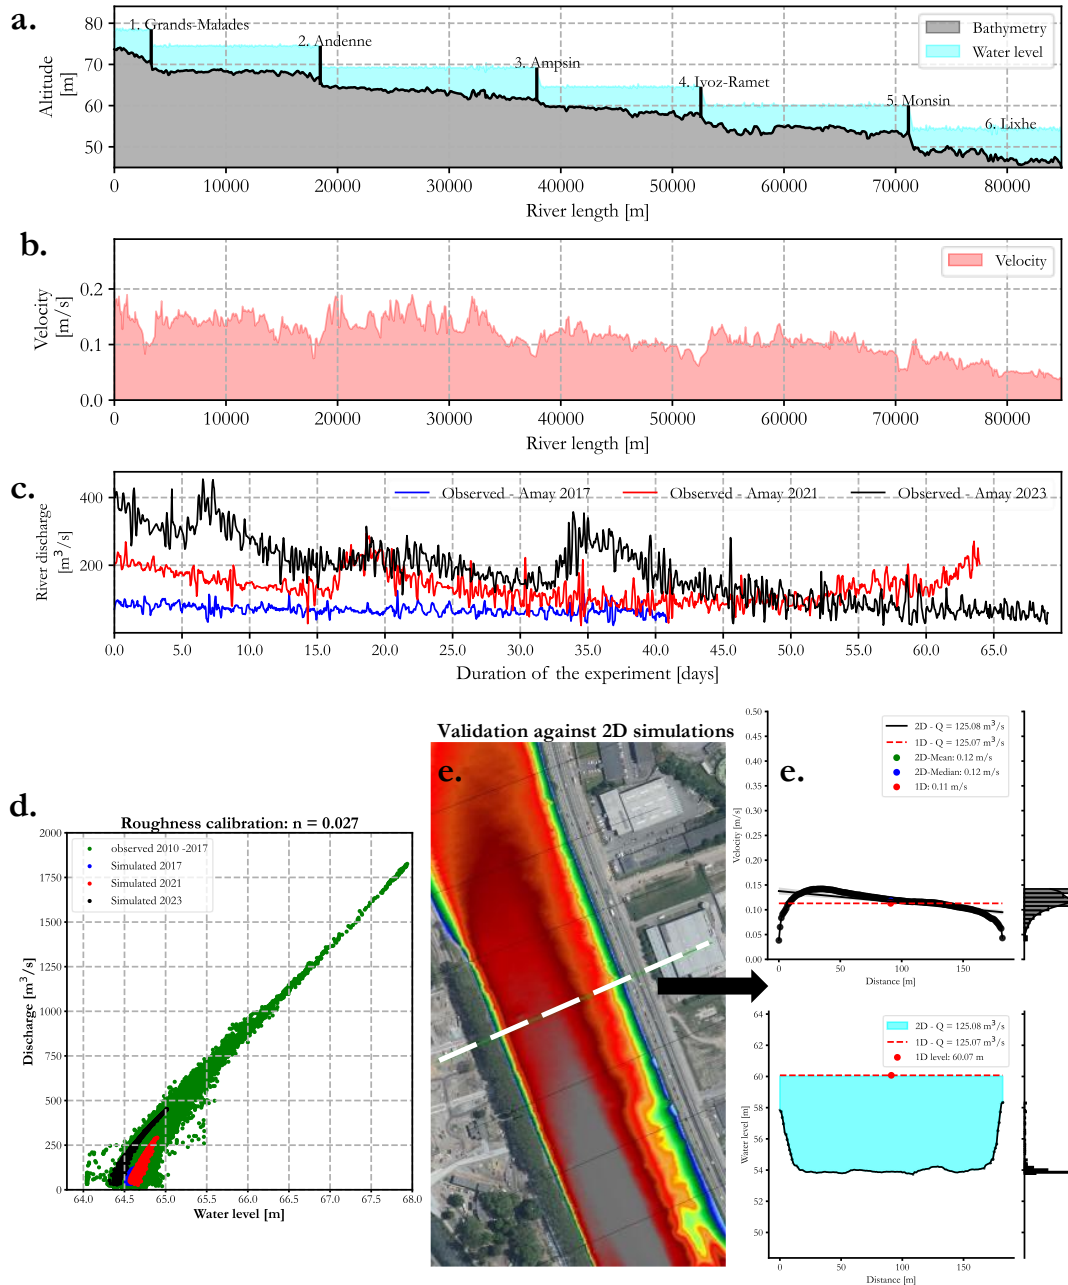 a.
80
70
60
50
Altitude
[m]
1. Grands-Malades
2. Andenne
3. Ampsin
4. Ivoz-Ramet
5. Monsin
6. Lixhe
Bathymetry
Water level
0
10000
20000
30000
40000
50000
60000
70000
80000
River length [m]
b.
0.2
0.1
0.0
Velocity
[m/s]
Velocity
0
10000
20000
30000
40000
50000
60000
70000
80000
River length [m]
c.
400
200
River discharge
[m³/s]
Observed - Amay 2017
Observed - Amay 2021
Observed - Amay 2023
0.0
5.0
10.0
15.0
20.0
25.0
30.0
35.0
40.0
45.0
50.0
55.0
60.0
65.0
Duration of the experiment [days]
d.
Roughness calibration: n = 0.027
2000
1750
1500
1250
1000
750
500
250
0
Discharge [m³/s]
observed 2010 -2017
Simulated 2017
Simulated 2021
Simulated 2023
64.0
64.5
65.0
65.5
66.0
66.5
67.0
67.5
68.0
Water level [m]
Validation against 2D simulations
e.
e.
0.50
0.45
0.40
0.35
0.30
0.25
0.20
0.15
0.10
0.05
0.00
Velocity [m/s]
2D - Q = 125.08 m³/s
1D - Q = 125.07 m³/s
2D-Mean: 0.12 m/s
2D-Median: 0.12 m/s
1D: 0.11 m/s
0
50
100
150
Distance [m]
64
62
60
58
56
54
52
50
Water level [m]
2D - Q = 125.08 m³/s
1D - Q = 125.07 m³/s
1D level: 60.07 m
0
50
100
150
Distance [m]